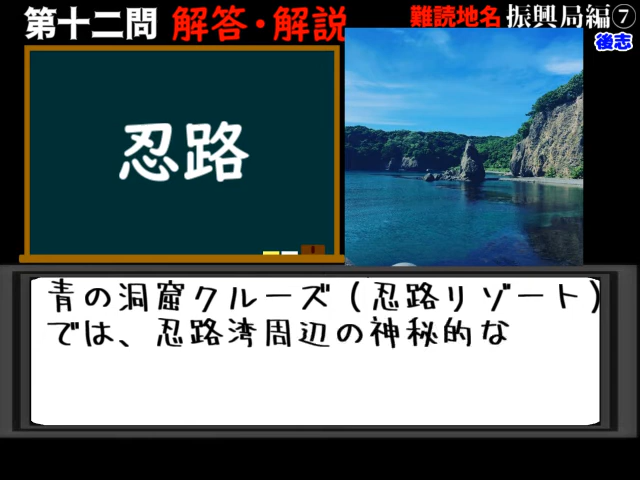 第十二問 解答・解説
難読地名 振興局編⑦
後志
忍路
青の洞窟クルーズ（忍路リゾート）
では、忍路湾周辺の神秘的な